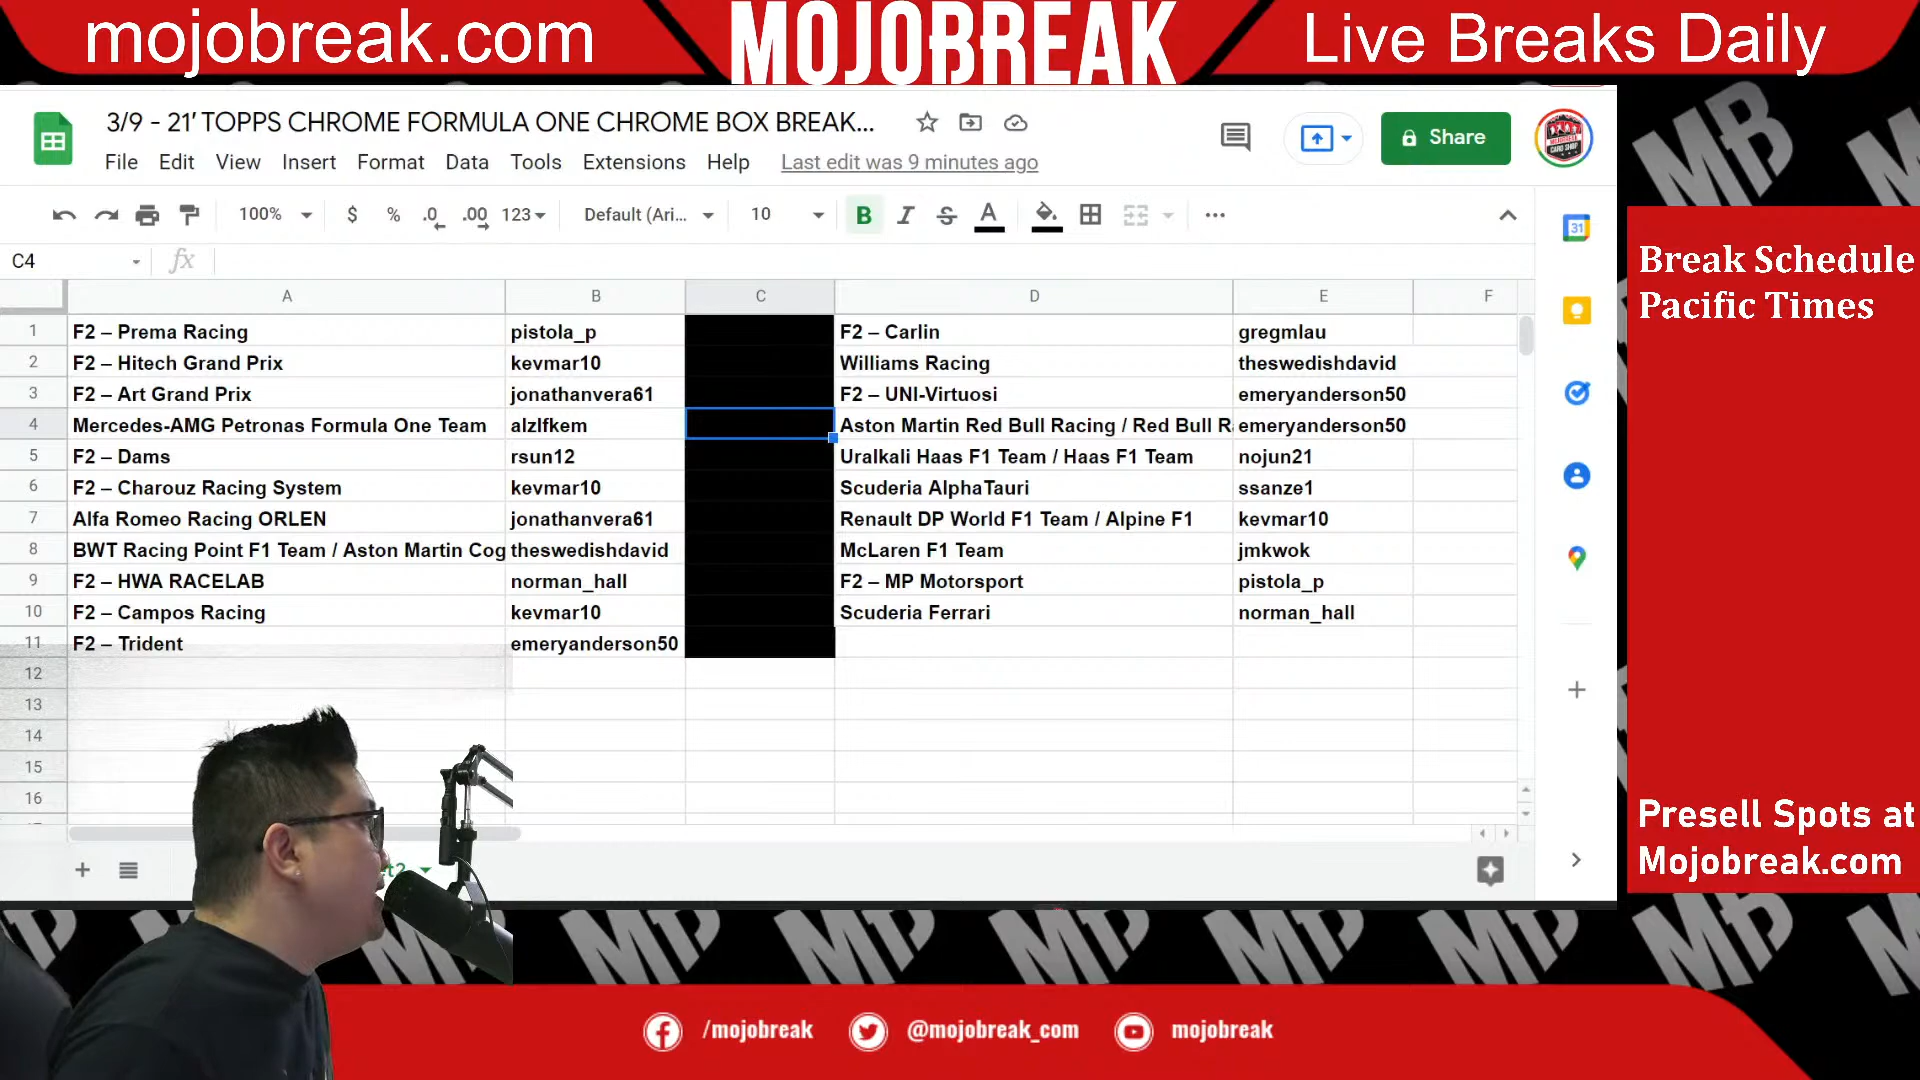 mojobreak.com
MOJOBREAK
Live Breaks Daily
3/9 - 21' TOPPS CHROME FORMULA ONE CHROME BOX BREAK...
Share
File Edit View Insert Format Data Tools Extensions Help Last edit was 9 minutes ago
100% $ % .0 .00 123 Default (Ari... 10 B I S A
31
C4 fx
A B C D E F
1 F2 – Prema Racing pistola_p F2 – Carlin gregmlau
2 F2 – Hitech Grand Prix kevmar10 Williams Racing theswedishdavid
3 F2 – Art Grand Prix jonathanvera61 F2 – UNI-Virtuosi emeryanderson50
4 Mercedes-AMG Petronas Formula One Team alzlfkem Aston Martin Red Bull Racing / Red Bull R emeryanderson50
5 F2 – Dams rsun12 Uralkali Haas F1 Team / Haas F1 Team nojun21
6 F2 – Charouz Racing System kevmar10 Scuderia AlphaTauri ssanze1
7 Alfa Romeo Racing ORLEN jonathanvera61 Renault DP World F1 Team / Alpine F1 kevmar10
8 BWT Racing Point F1 Team / Aston Martin Cog theswedishdavid McLaren F1 Team jmkwok
9 F2 – HWA RACELAB norman_hall F2 – MP Motorsport pistola_p
10 F2 – Campos Racing kevmar10 Scuderia Ferrari norman_hall
11 F2 – Trident emeryanderson50
12
13
14
15
16
Break Schedule
Pacific Times
Presell Spots at
Mojobreak.com
/mojobreak
@mojobreak_com
mojobreak